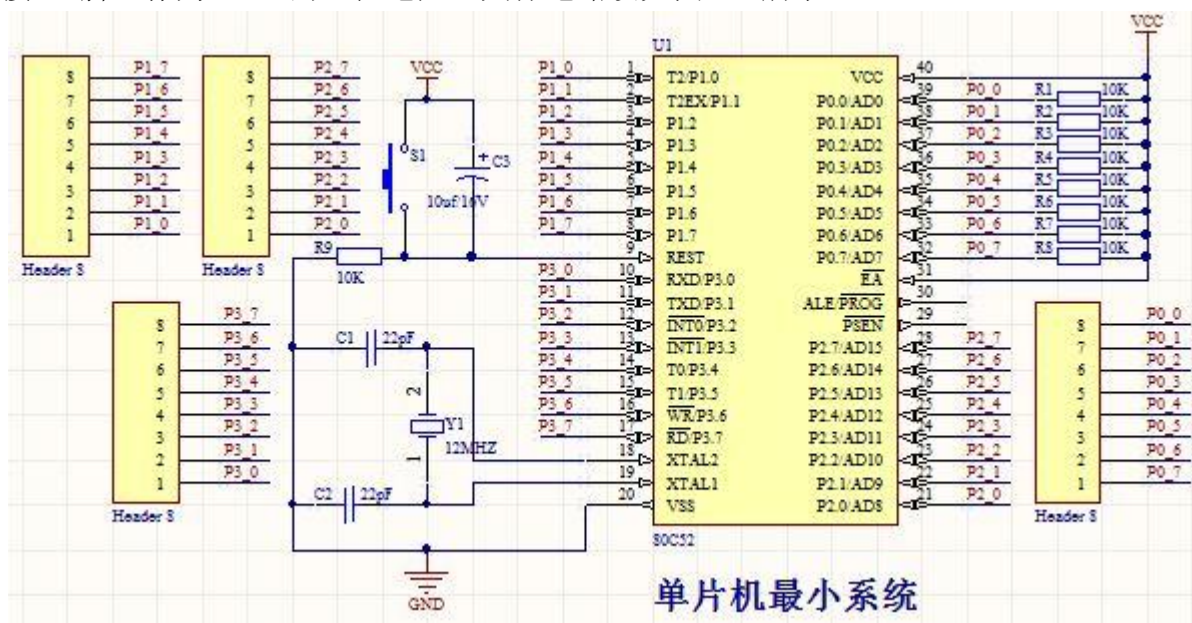 VCC
U1
P1_7
P1_6
P1_5
P1_4
P1_3
P1_2
P1_1
P1_0
8
7
6
5
4
3
2
1
Header 8
P2_7
P2_6
P2_5
P2_4
P2_3
P2_2
P2_1
P2_0
8
7
6
5
4
3
2
1
Header 8
VCC
S1
C3
+
10uf/16V
R9
10K
P3_7
P3_6
P3_5
P3_4
P3_3
P3_2
P3_1
P3_0
8
7
6
5
4
3
2
1
Header 8
C1 22pF
2
Y1
12MHZ
1
C2 22pF
GND
P1_0 1 T2/P1.0
P1_1 2 T2EX/P1.1
P1_2 3 P1.2
P1_3 4 P1.3
P1_4 5 P1.4
P1_5 6 P1.5
P1_6 7 P1.6
P1_7 8 P1.7
9 REST
P3_0 10 RXD/P3.0
P3_1 11 TXD/P3.1
P3_2 12 INT0/P3.2
P3_3 13 INT1/P3.3
P3_4 14 T0/P3.4
P3_5 15 T1/P3.5
P3_6 16 WR/P3.6
P3_7 17 RD/P3.7
18 XTAL2
19 XTAL1
20 VSS
VCC 40
P0.0/AD0 39 P0_0 R1 10K
P0.1/AD1 38 P0_1 R2 10K
P0.2/AD2 37 P0_2 R3 10K
P0.3/AD3 36 P0_3 R4 10K
P0.4/AD4 35 P0_4 R5 10K
P0.5/AD5 34 P0_5 R6 10K
P0.6/AD6 33 P0_6 R7 10K
P0.7/AD7 32 P0_7 R8 10K
EA 31
ALE/PROG 30
PSEN 29
P2.7/AD15 28 P2_7
P2.6/AD14 27 P2_6
P2.5/AD13 26 P2_5
P2.4/AD12 25 P2_4
P2.3/AD11 24 P2_3
P2.2/AD10 23 P2_2
P2.1/AD9 22 P2_1
P2.0/AD8 21 P2_0
80C52
8 P0_0
7 P0_1
6 P0_2
5 P0_3
4 P0_4
3 P0_5
2 P0_6
1 P0_7
Header 8
单片机最小系统